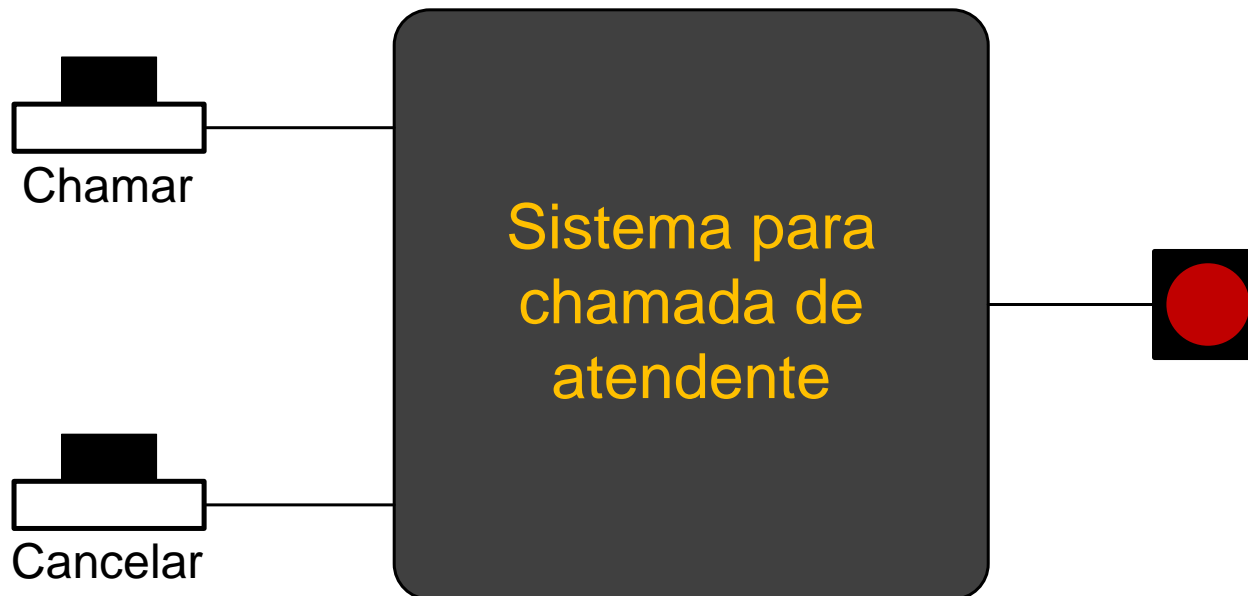 Chamar
Sistema para
chamada de
atendente
Cancelar